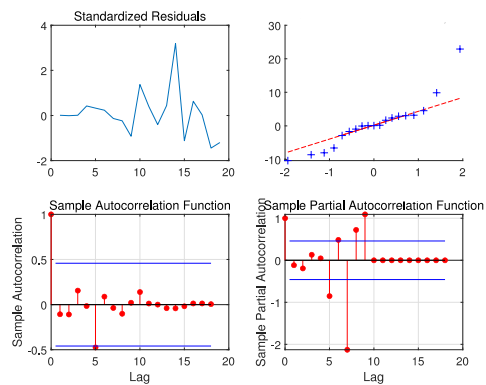 Standardized Residuals
4
2
0
-2
0 5 10 15 20
30
20
10
0
-10
-2 -1 0 1 2
Sample Autocorrelation Function
Sample Autocorrelation
1
0.5
0
-0.5
0 5 10 15 20
Lag
Sample Partial Autocorrelation Function
Sample Partial Autocorrelation
1
0
-1
-2
0 5 10 15 20
Lag